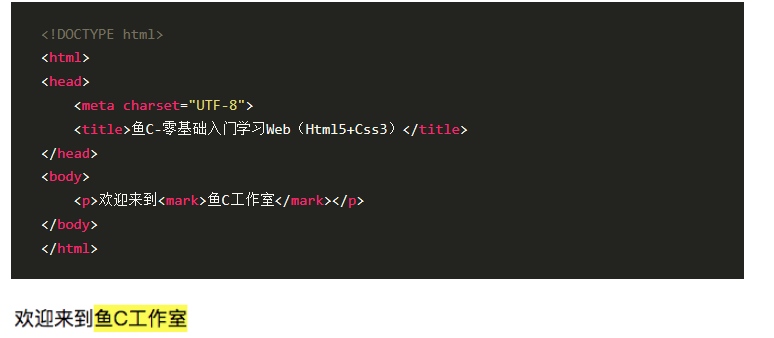 <!DOCTYPE html>
<html>
<head>
    <meta charset="UTF-8">
    <title>鱼C-零基础入门学习Web（Html5+Css3）</title>
</head>
<body>
    <p>欢迎来到<mark>鱼C工作室</mark></p>
</body>
</html>
欢迎来到鱼C工作室